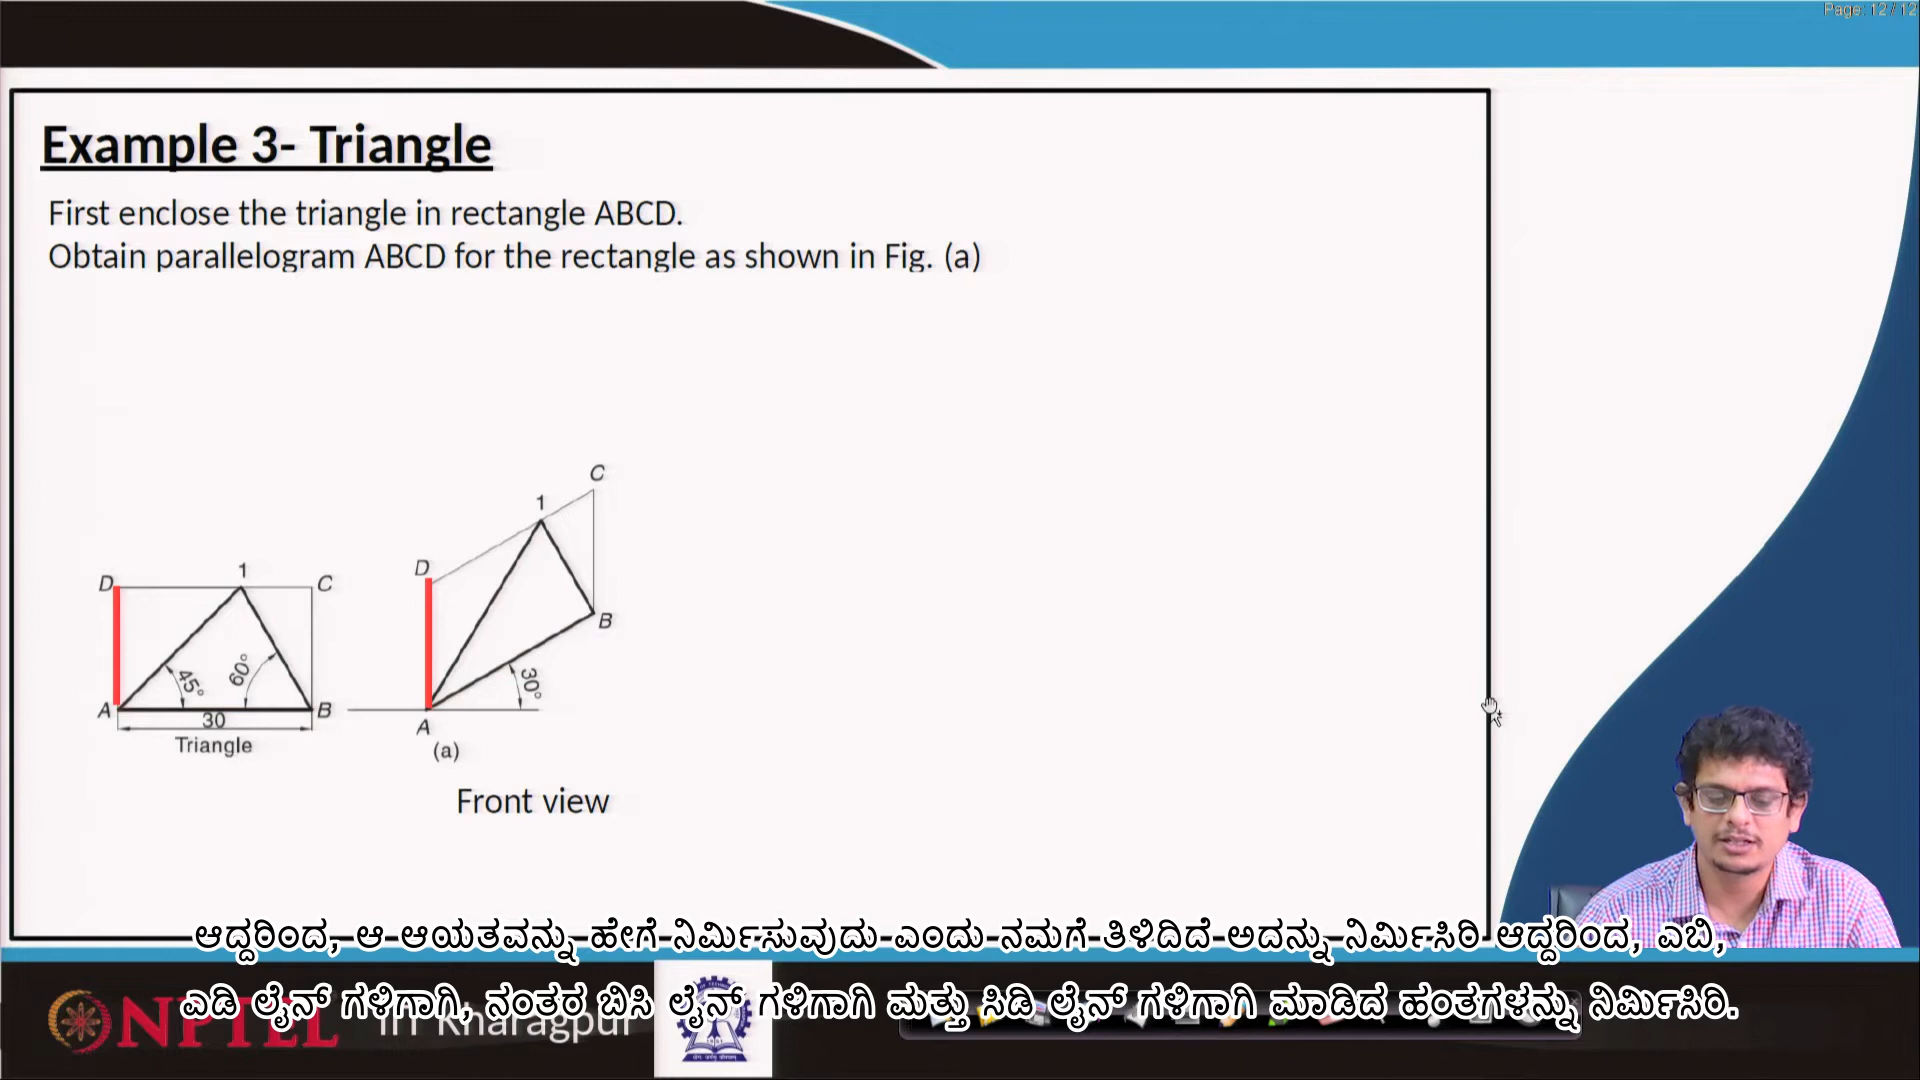 Page: 12 / 12
Example 3- Triangle
First enclose the triangle in rectangle ABCD.
Obtain parallelogram ABCD for the rectangle as shown in Fig. (a)
C
1
D
1
D
C
B
45°
60°
30°
A
30
B
A
Triangle
(a)
Front view
ಆದ್ದರಿಂದ, ಆ ಆಯತವನ್ನು ಹೇಗೆ ನಿರ್ಮಿಸುವುದು ಎಂದು ನಮಗೆ ತಿಳಿದಿದೆ ಅದನ್ನು ನಿರ್ಮಿಸಿರಿ ಆದ್ದರಿಂದ, ಎಬಿ,
ಎಡಿ ಲೈನ್ ಗಳಿಗಾಗಿ, ನಂತರ ಬಿಸಿ ಲೈನ್ ಗಳಿಗಾಗಿ ಮತ್ತು ಸಿಡಿ ಲೈನ್ ಗಳಿಗಾಗಿ ಮಾಡಿದ ಹಂತಗಳನ್ನು ನಿರ್ಮಿಸಿರಿ.
NPTEL
IIT Kharagpur